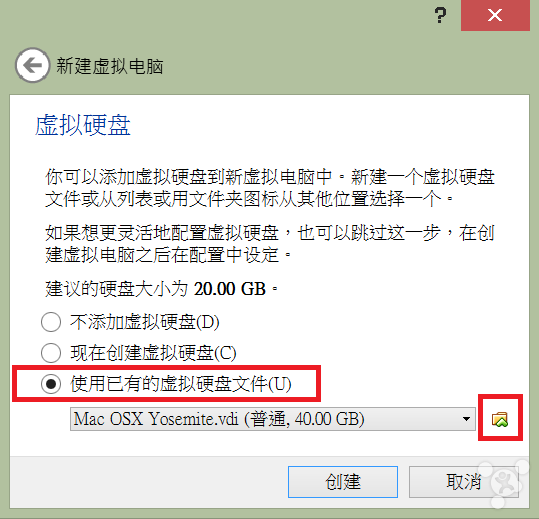 ?
新建虚拟电脑
虚拟硬盘
你可以添加虚拟硬盘到新虚拟电脑中。新建一个虚拟硬盘
文件或从列表或用文件夹图标从其他位置选择一个。
如果想更灵活地配置虚拟硬盘，也可以跳过这一步，在创
建虚拟电脑之后在配置中设定。
建议的硬盘大小为 20.00 GB。
不添加虚拟硬盘(D)
现在创建虚拟硬盘(C)
使用已有的虚拟硬盘文件(U)
Mac OSX Yosemite.vdi (普通, 40.00 GB)
创建
取消